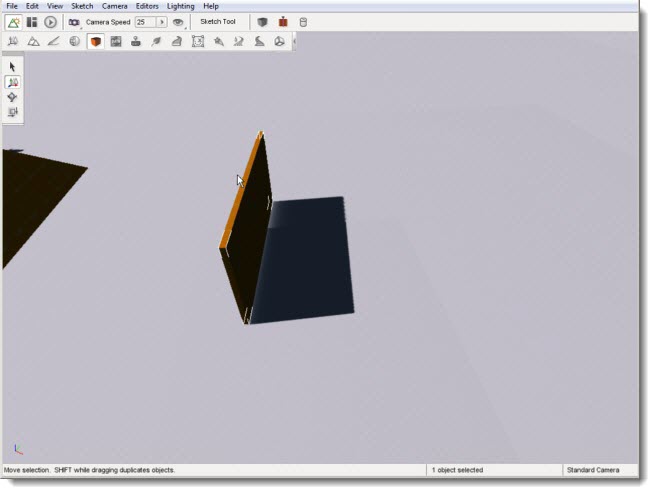 File Edit View Sketch Camera Editors Lighting Help
Camera Speed 25 Sketch Tool
Move selection. SHIFT while dragging duplicates objects. 1 object selected Standard Camera